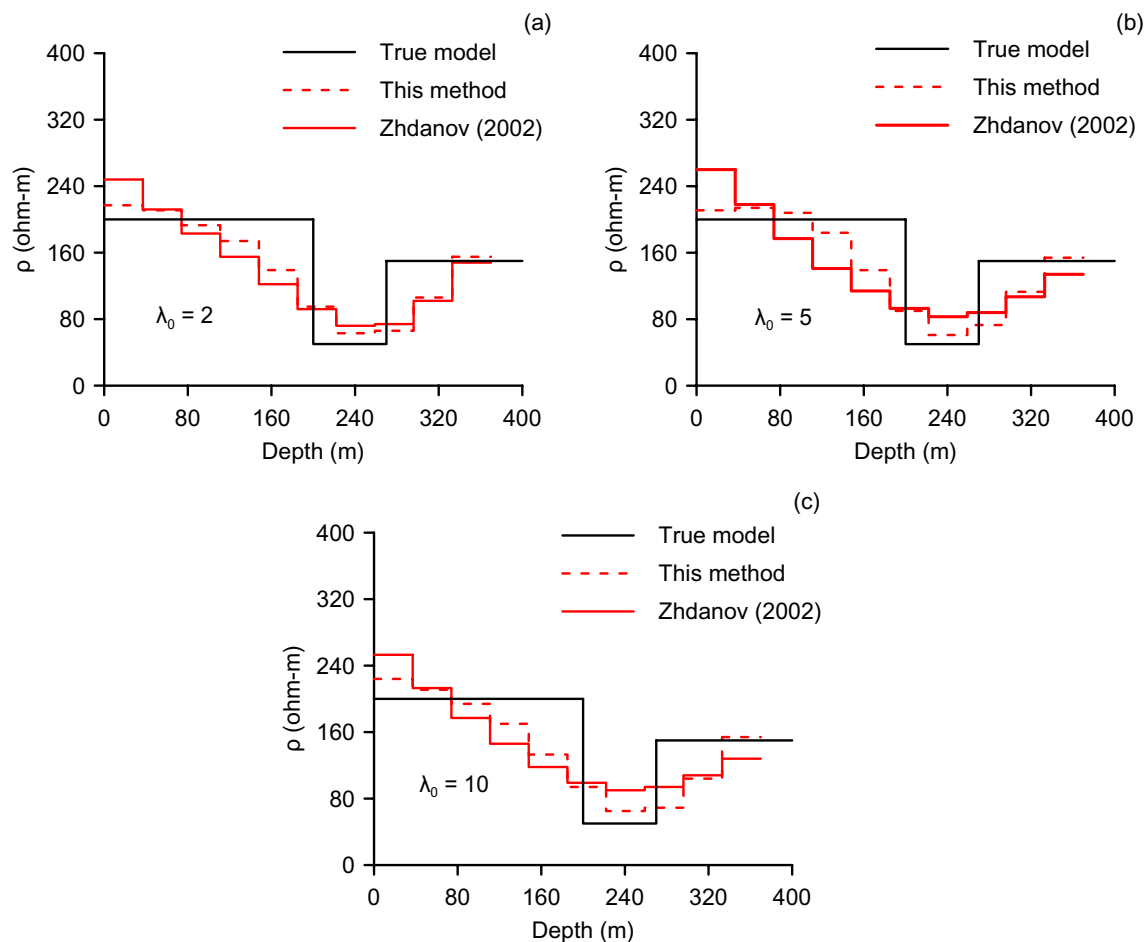 (a)
True model
This method
Zhdanov (2002)
400
320
240
160
80
0
ρ (ohm-m)
λ0 = 2
0 80 160 240 320 400
Depth (m)
(b)
True model
This method
Zhdanov (2002)
400
320
240
160
80
0
ρ (ohm-m)
λ0 = 5
0 80 160 240 320 400
Depth (m)
(c)
True model
This method
Zhdanov (2002)
400
320
240
160
80
0
ρ (ohm-m)
λ0 = 10
0 80 160 240 320 400
Depth (m)